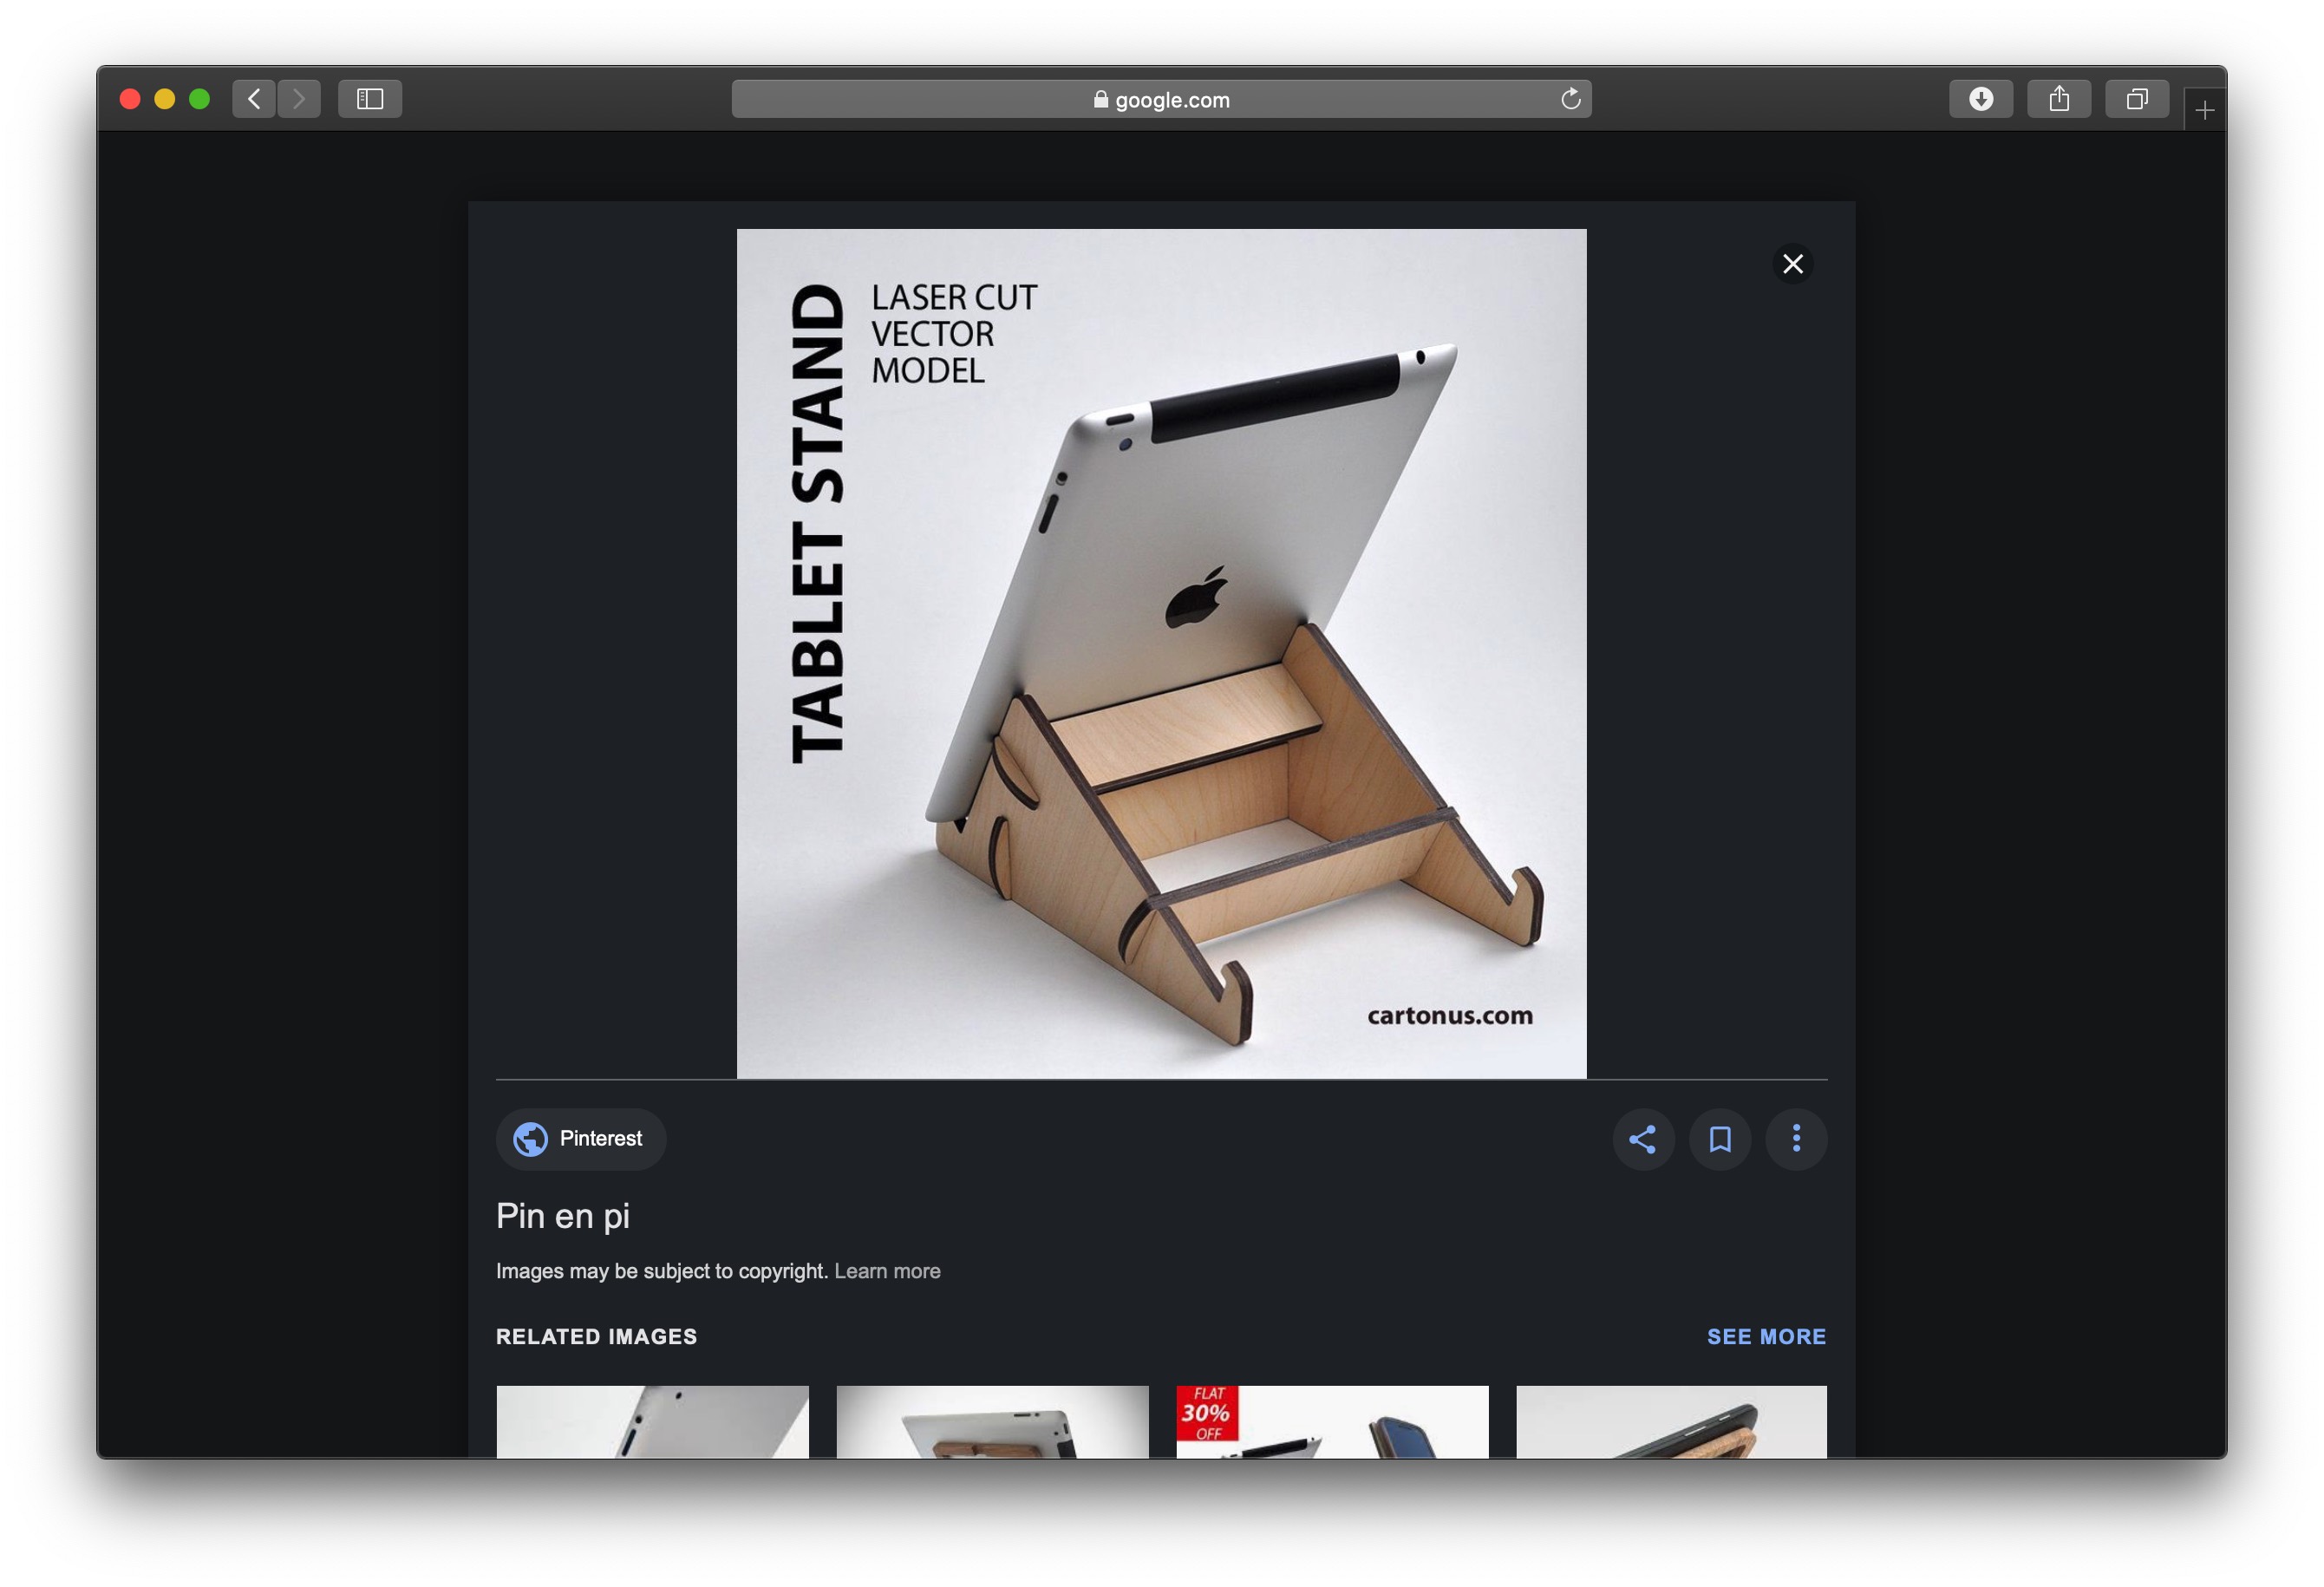 google.com
TABLET STAND
LASER CUT
VECTOR
MODEL
cartonus.com
Pinterest
Pin en pi
Images may be subject to copyright. Learn more
RELATED IMAGES
SEE MORE
FLAT
30%
OFF